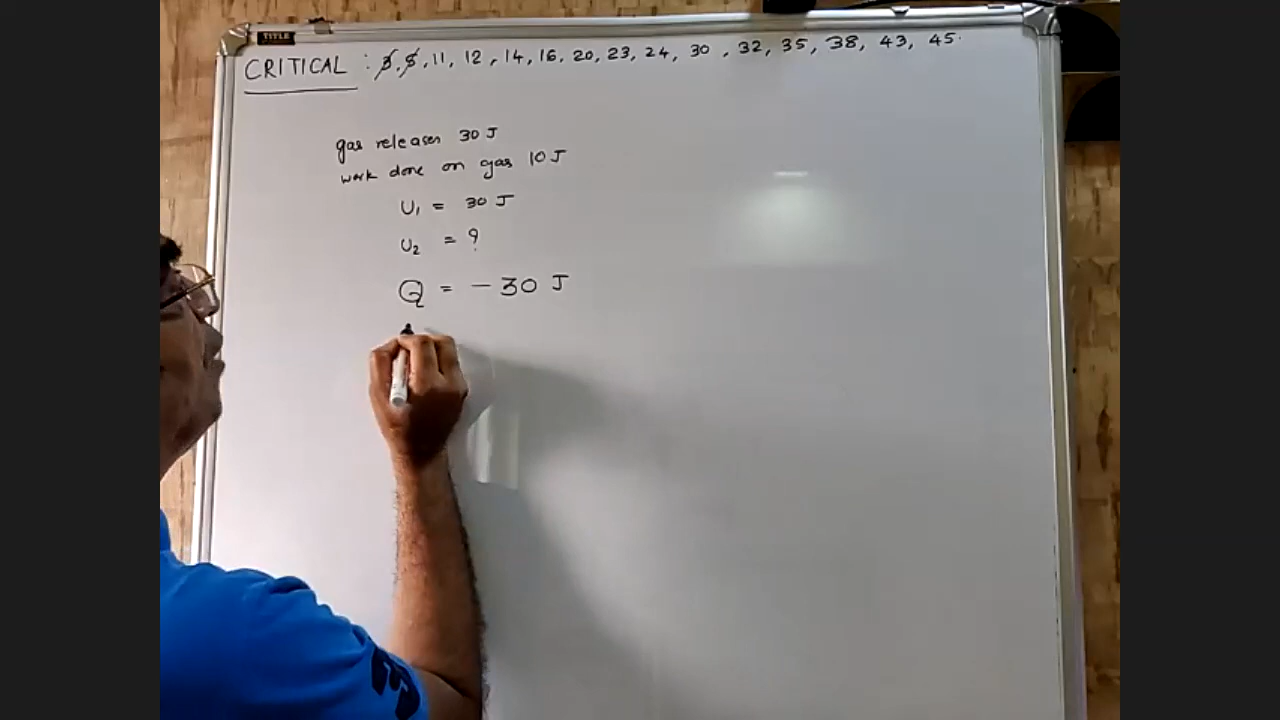 TITLE
CRITICAL : 3, 5, 11, 12, 14, 16, 20, 23, 24, 30, 32, 35, 38, 43, 45.
gas releases 30 J
work done on gas 10 J
U₁ = 30 J
U₂ = ?
Q = - 30 J